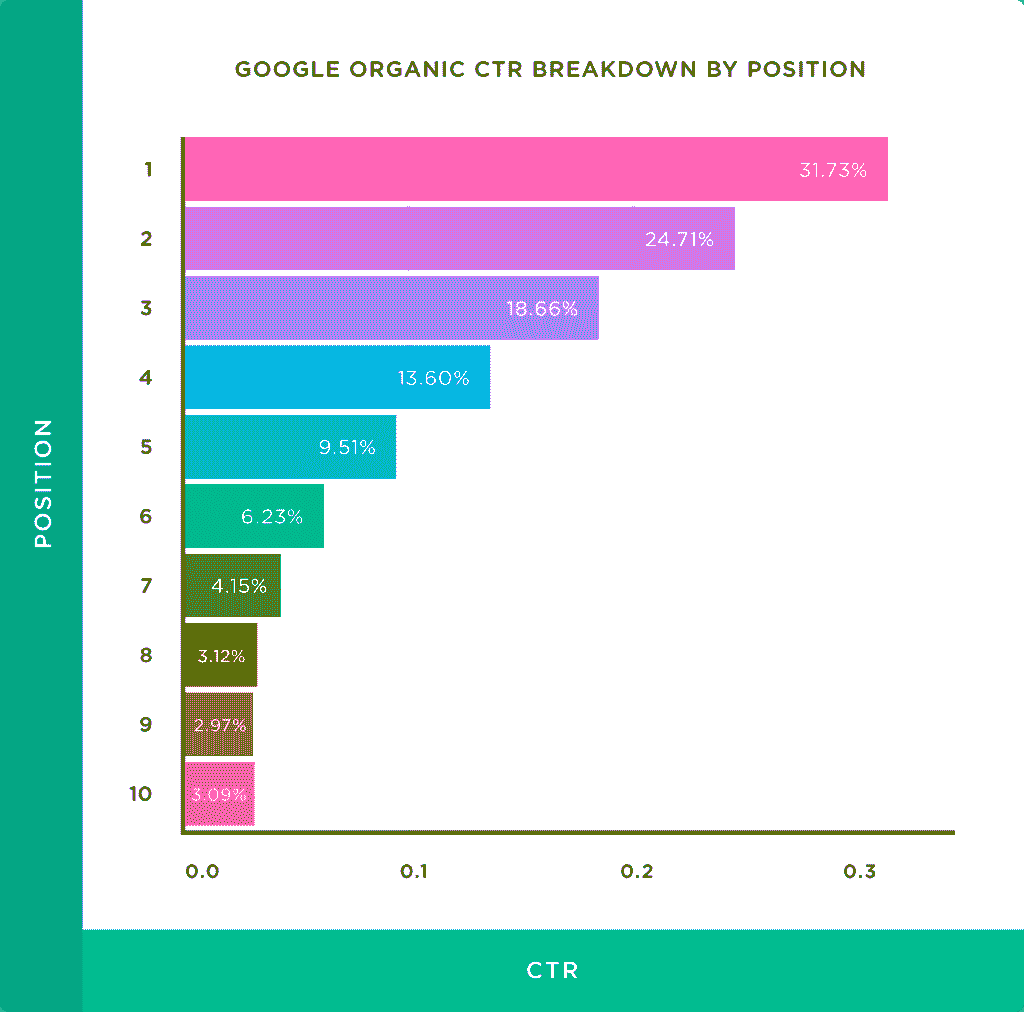 GOOGLE ORGANIC CTR BREAKDOWN BY POSITION
POSITION
1 31.73%
2 24.71%
3 18.66%
4 13.60%
5 9.51%
6 6.23%
7 4.15%
8 3.12%
9 2.97%
10 3.09%
0.0 0.1 0.2 0.3
CTR